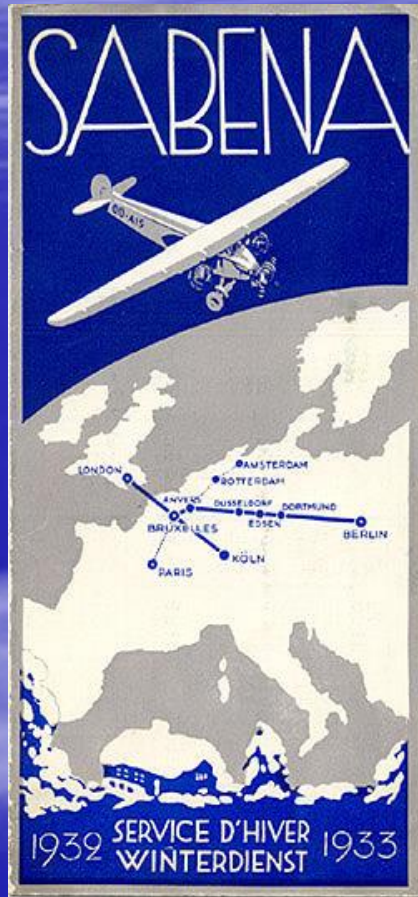 SABENA
OO-AIS
LONDON
AMSTERDAM
ROTTERDAM
ANVERS
DUSSELDORF
DORTMUND
BRUXELLES
ESSEN
BERLIN
KÖLN
PARIS
1932 SERVICE D'HIVER 1933
WINTERDIENST